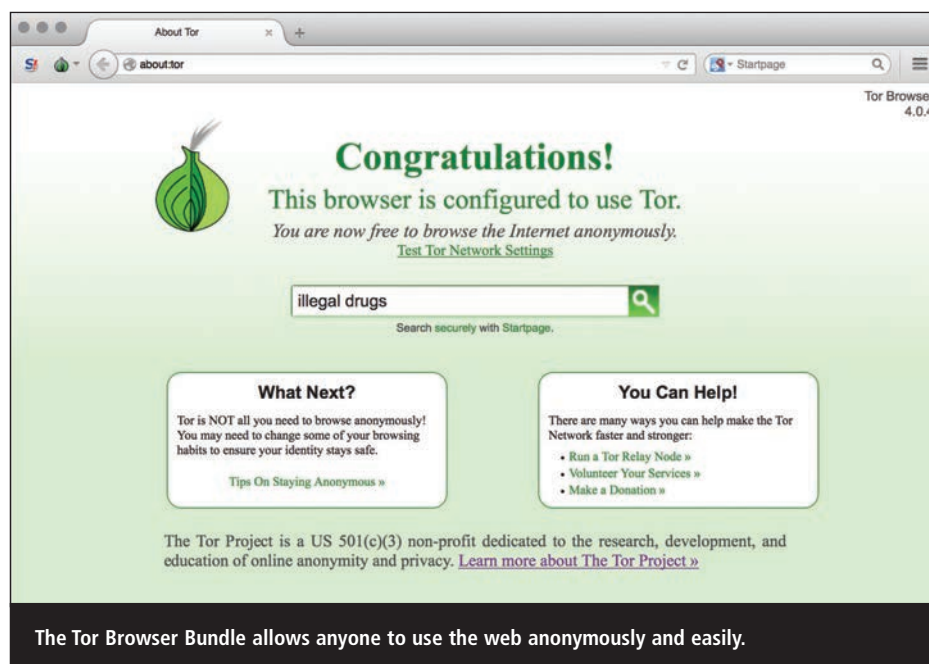 About Tor
about:tor
Startpage
Tor Browse
4.0.4
Congratulations!
This browser is configured to use Tor.
You are now free to browse the Internet anonymously.
Test Tor Network Settings
illegal drugs
Search securely with Startpage.
What Next?
Tor is NOT all you need to browse anonymously!
You may need to change some of your browsing
habits to ensure your identity stays safe.
Tips On Staying Anonymous »
You Can Help!
There are many ways you can help make the Tor
Network faster and stronger:
• Run a Tor Relay Node »
• Volunteer Your Services »
• Make a Donation »
The Tor Project is a US 501(c)(3) non-profit dedicated to the research, development, and
education of online anonymity and privacy. Learn more about The Tor Project »
The Tor Browser Bundle allows anyone to use the web anonymously and easily.